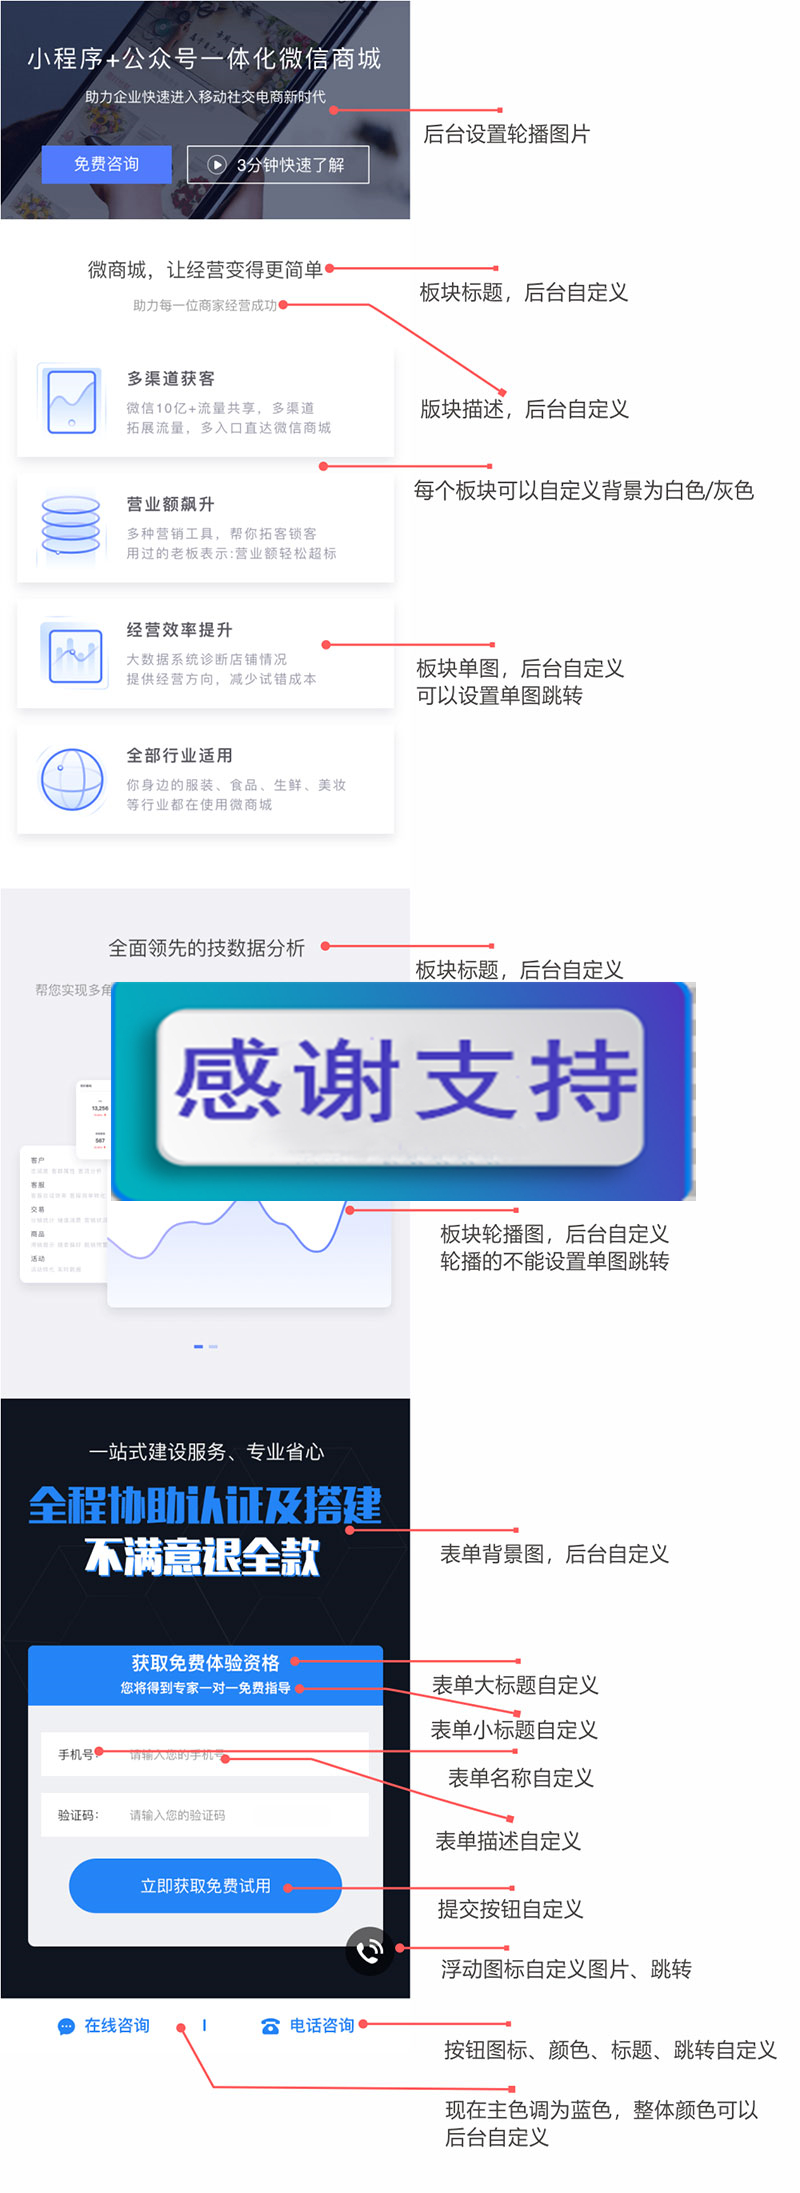 小程序+公众号一体化微信商城
助力企业快速进入移动社交电商新时代
后台设置轮播图片
免费咨询
3分钟快速了解
微商城，让经营变得更简单
板块标题，后台自定义
助力每一位商家经营成功
多渠道获客
微信10亿+流量共享，多渠道
拓展流量，多入口直达微信商城
版块描述，后台自定义
每个板块可以自定义背景为白色/灰色
营业额飙升
多种营销工具，帮你拓客锁客
用过的老板表示:营业额轻松超标
经营效率提升
大数据系统诊断店铺情况
提供经营方向，减少试错成本
板块单图，后台自定义
可以设置单图跳转
全部行业适用
你身边的服装、食品、生鲜、美妆
等行业都在使用微商城
全面领先的技数据分析
板块标题，后台自定义
帮您实现多角
感谢支持
13,256
567
客户
客服
交易
商品
活动
板块轮播图，后台自定义
轮播的不能设置单图跳转
一站式建设服务、专业省心
全程协助认证及搭建
不满意退全款
表单背景图，后台自定义
获取免费体验资格
您将得到专家一对一免费指导
表单大标题自定义
表单小标题自定义
手机号：
请输入您的手机号
表单名称自定义
验证码：
请输入您的验证码
表单描述自定义
立即获取免费试用
提交按钮自定义
浮动图标自定义图片、跳转
在线咨询
电话咨询
按钮图标、颜色、标题、跳转自定义
现在主色调为蓝色，整体颜色可以
后台自定义